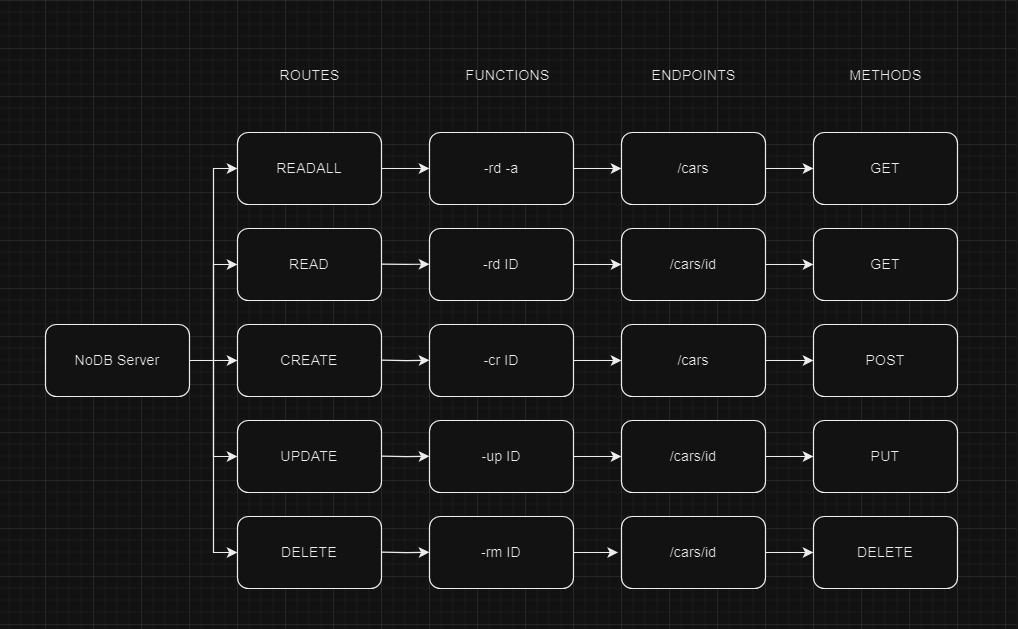 ROUTES
FUNCTIONS
ENDPOINTS
METHODS
READALL
-rd -a
/cars
GET
READ
-rd ID
/cars/id
GET
NoDB Server
CREATE
-cr ID
/cars
POST
UPDATE
-up ID
/cars/id
PUT
DELETE
-rm ID
/cars/id
DELETE